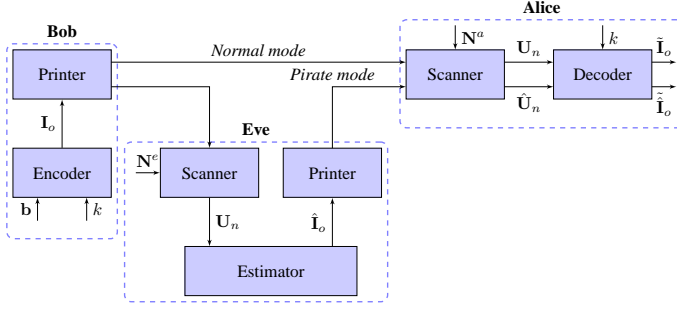 Alice
Bob
N^a
k
Normal mode
U_n
Ĩ_o
Printer
Pirate mode
Scanner
Decoder
Û_n
Î̃_o
I_o
Eve
N^e
Encoder
Scanner
Printer
b
k
U_n
Î_o
Estimator